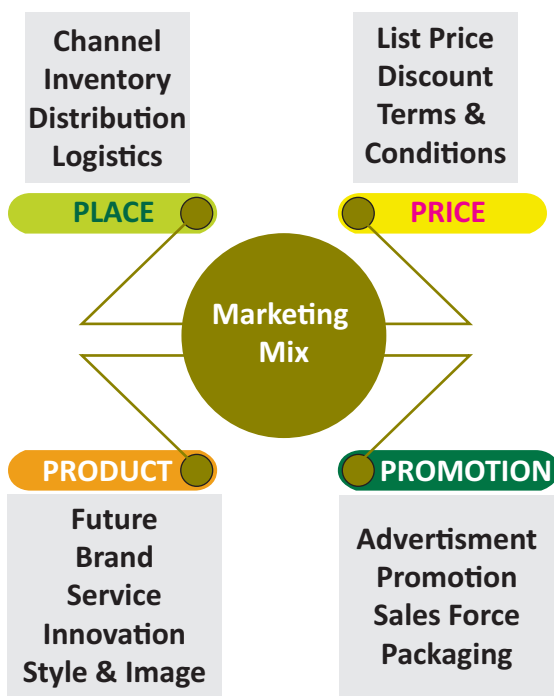 Channel
Inventory
Distribution
Logistics
PLACE
List Price
Discount
Terms &
Conditions
PRICE
Marketing
Mix
PRODUCT
Future
Brand
Service
Innovation
Style & Image
PROMOTION
Advertisment
Promotion
Sales Force
Packaging